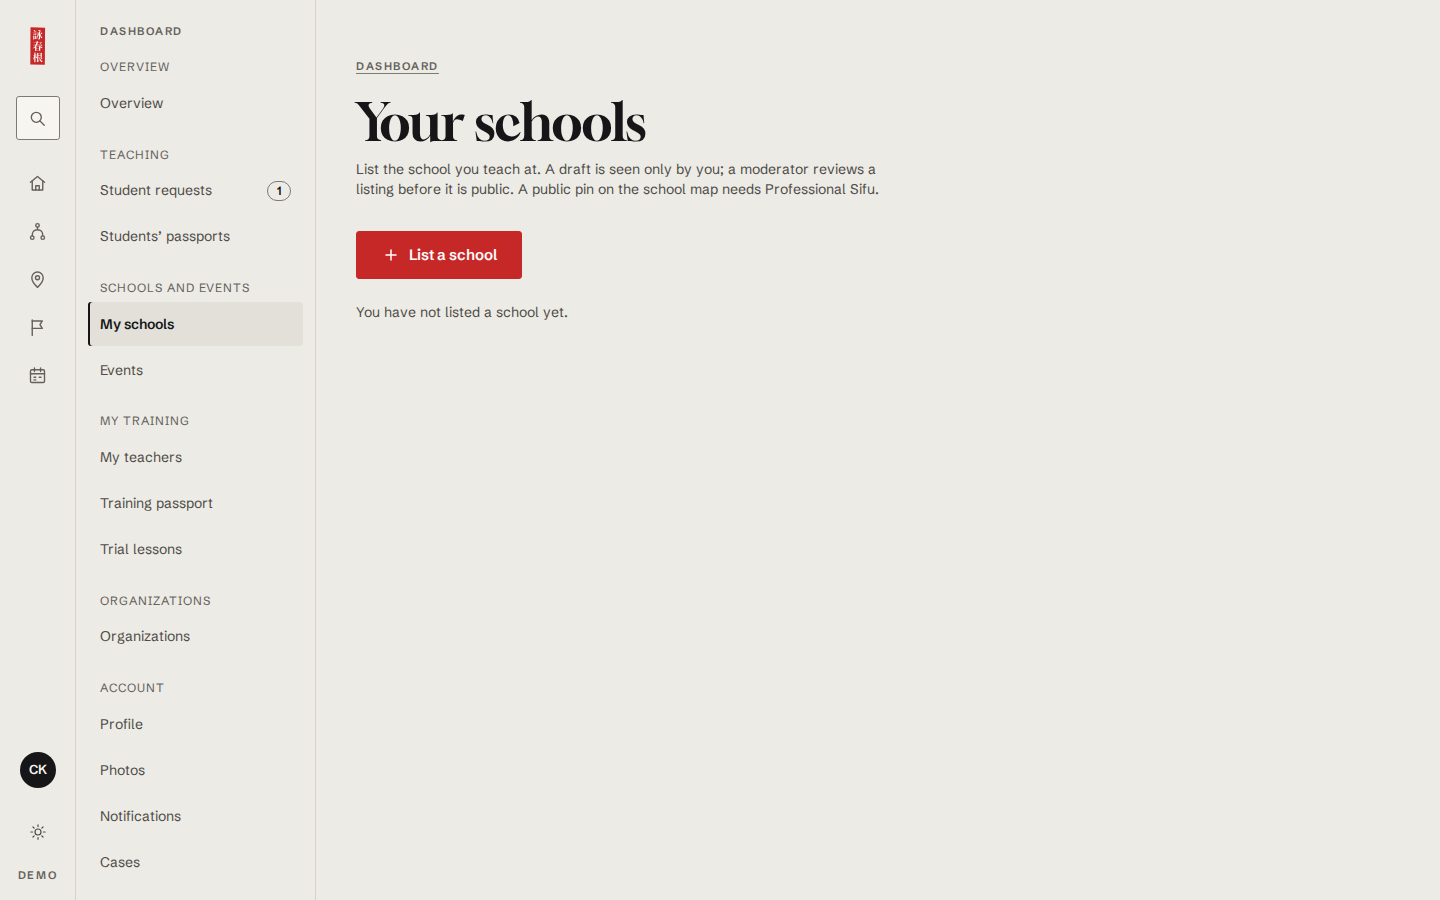 詠春根
DASHBOARD
OVERVIEW
Overview
TEACHING
Student requests 1
Students’ passports
SCHOOLS AND EVENTS
My schools
Events
MY TRAINING
My teachers
Training passport
Trial lessons
ORGANIZATIONS
Organizations
ACCOUNT
Profile
Photos
Notifications
Cases
CK
DEMO
DASHBOARD
Your schools
List the school you teach at. A draft is seen only by you; a moderator reviews a
listing before it is public. A public pin on the school map needs Professional Sifu.
List a school
You have not listed a school yet.